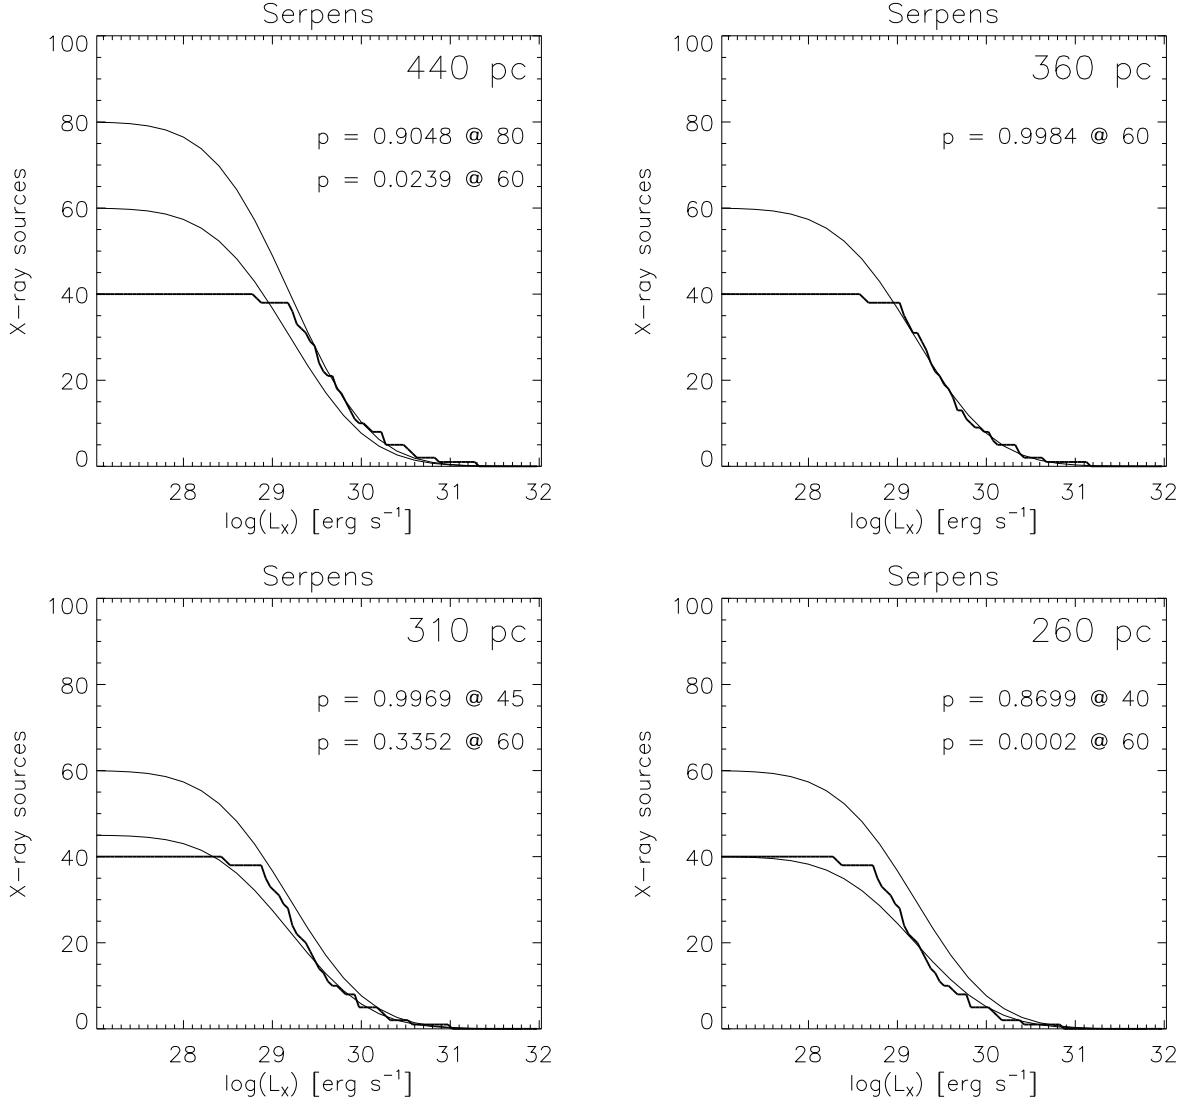 Serpens
440 pc
p = 0.9048 @ 80
p = 0.0239 @ 60
100
80
60
40
20
0
X-ray sources
28 29 30 31 32
log(Lx) [erg s⁻¹]
Serpens
360 pc
p = 0.9984 @ 60
100
80
60
40
20
0
X-ray sources
28 29 30 31 32
log(Lx) [erg s⁻¹]
Serpens
310 pc
p = 0.9969 @ 45
p = 0.3352 @ 60
100
80
60
40
20
0
X-ray sources
28 29 30 31 32
log(Lx) [erg s⁻¹]
Serpens
260 pc
p = 0.8699 @ 40
p = 0.0002 @ 60
100
80
60
40
20
0
X-ray sources
28 29 30 31 32
log(Lx) [erg s⁻¹]